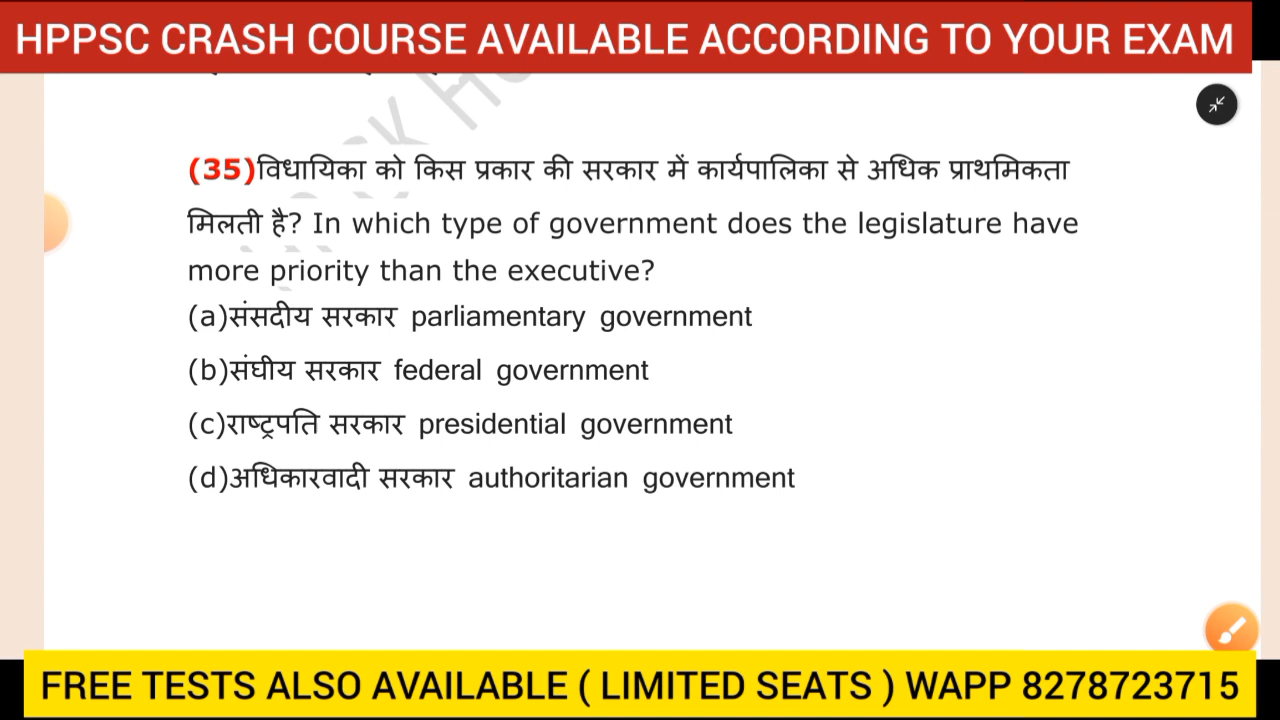 HPPSC CRASH COURSE AVAILABLE ACCORDING TO YOUR EXAM
(35)विधायिका को किस प्रकार की सरकार में कार्यपालिका से अधिक प्राथमिकता
मिलती है? In which type of government does the legislature have
more priority than the executive?
(a)संसदीय सरकार parliamentary government
(b)संघीय सरकार federal government
(c)राष्ट्रपति सरकार presidential government
(d)अधिकारवादी सरकार authoritarian government
FREE TESTS ALSO AVAILABLE ( LIMITED SEATS ) WAPP 8278723715